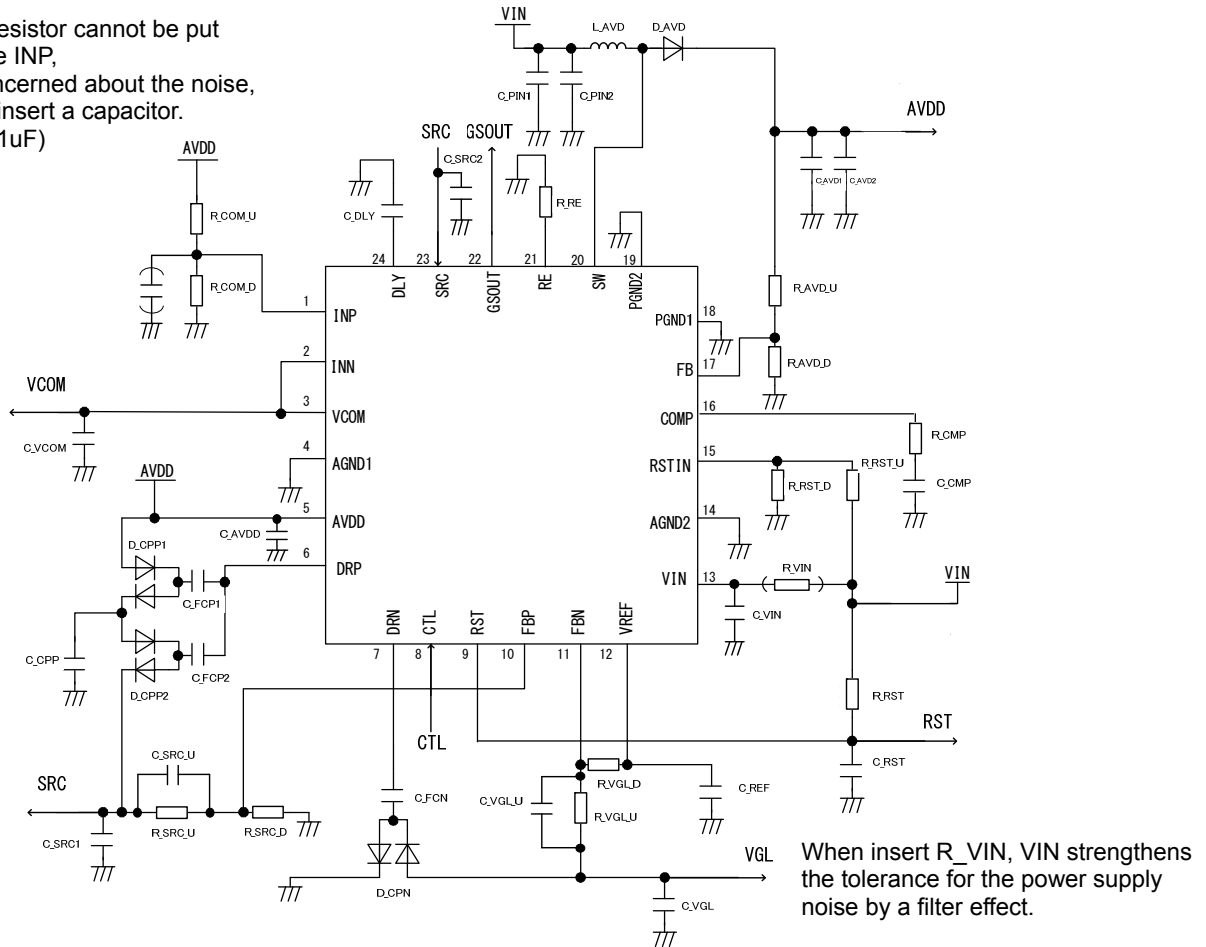 esistor cannot be put
e INP,
ncerned about the noise,
insert a capacitor.
1uF)
VIN
L_AVD
D_AVD
C_PIN1
C_PIN2
AVDD
C_AVD1
C_AVD2
SRC
GSOUT
C_SRC2
C_DLY
R_RE
AVDD
R_COM_U
R_COM_D
24
23
22
21
20
19
DLY
SRC
GSOUT
RE
SW
PGND2
1
INP
2
INN
3
VCOM
4
AGND1
5
AVDD
6
DRP
18
PGND1
17
FB
16
COMP
15
RSTIN
14
AGND2
13
VIN
R_AVD_U
R_AVD_D
R_CMP
C_CMP
R_RST_U
R_RST_D
R_VIN
C_VIN
VIN
VCOM
C_VCOM
AVDD
C_AVDD
D_CPP1
C_FCP1
C_CPP
D_CPP2
C_FCP2
DRN
CTL
RST
FBP
FBN
VREF
7
8
9
10
11
12
R_RST
RST
C_RST
CTL
SRC
C_SRC_U
R_SRC_U
R_SRC_D
C_SRC1
C_FCN
D_CPN
C_VGL_U
R_VGL_D
R_VGL_U
C_REF
VGL
C_VGL
When insert R_VIN, VIN strengthens
the tolerance for the power supply
noise by a filter effect.